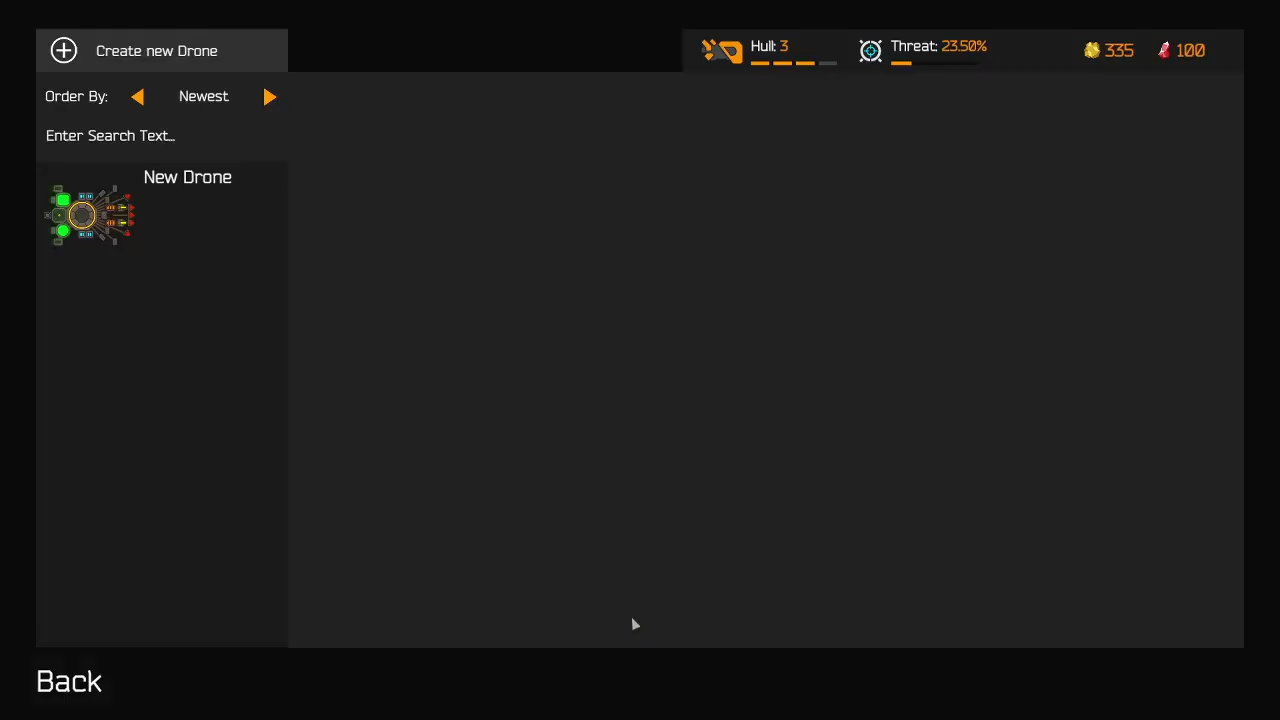 Create new Drone
Hull: 3
Threat: 23.50%
335
100
Order By:
Newest
Enter Search Text...
New Drone
Back